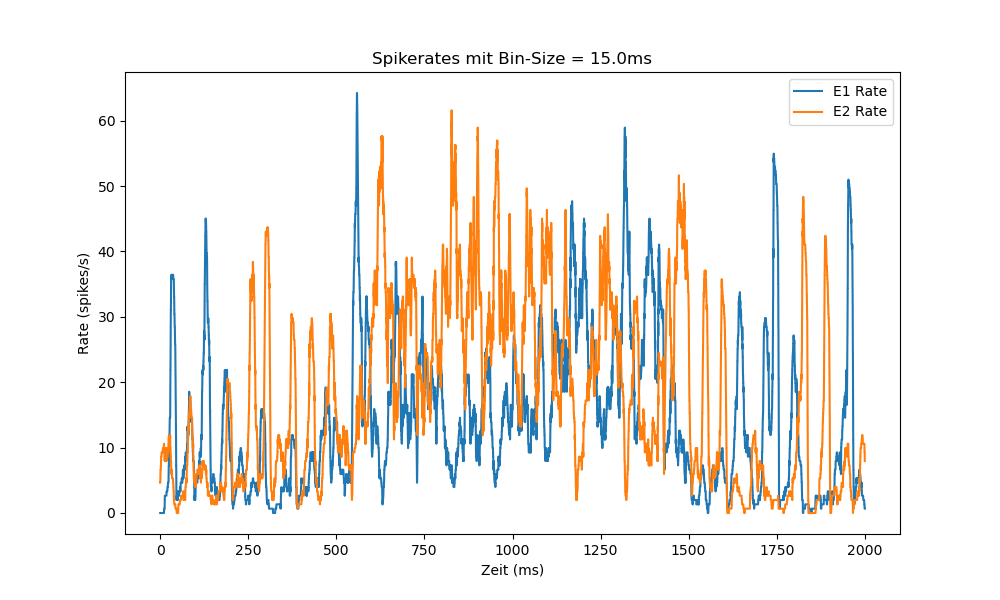 Spikerates mit Bin-Size = 15.0ms
E1 Rate
E2 Rate
Rate (spikes/s)
60
50
40
30
20
10
0
0 250 500 750 1000 1250 1500 1750 2000
Zeit (ms)